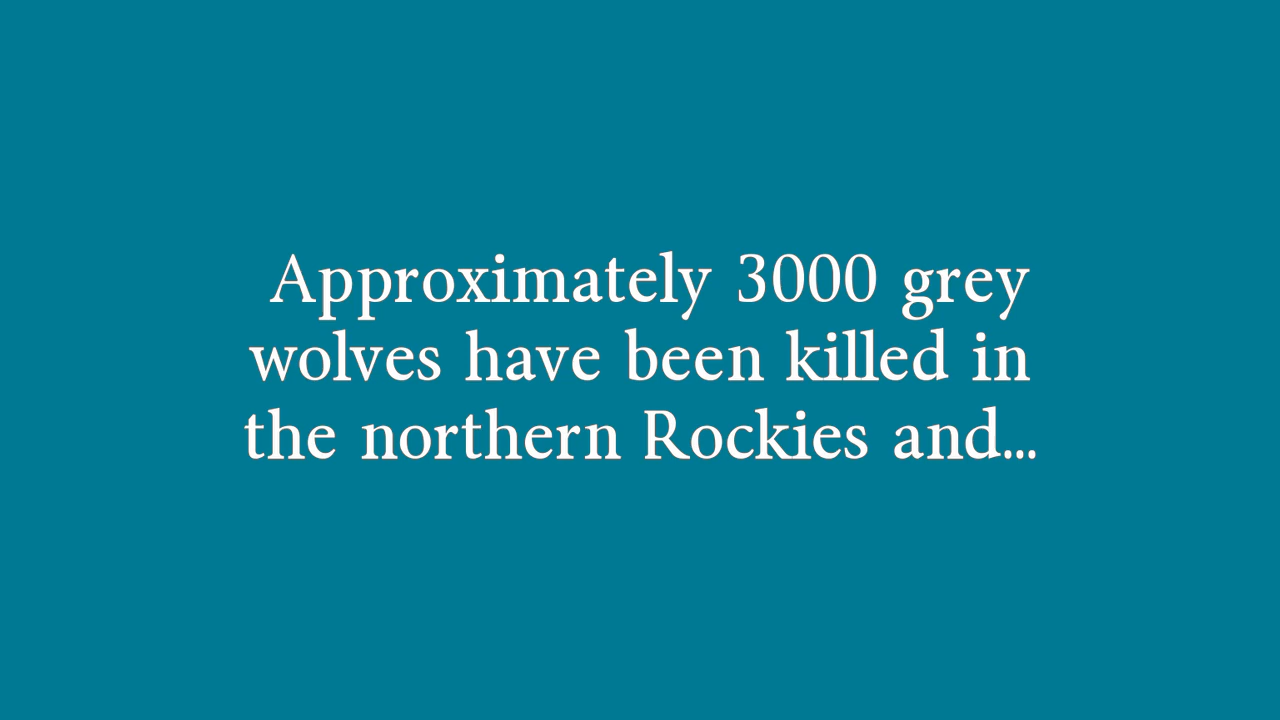 Approximately 3000 grey
wolves have been killed in
the northern Rockies and...